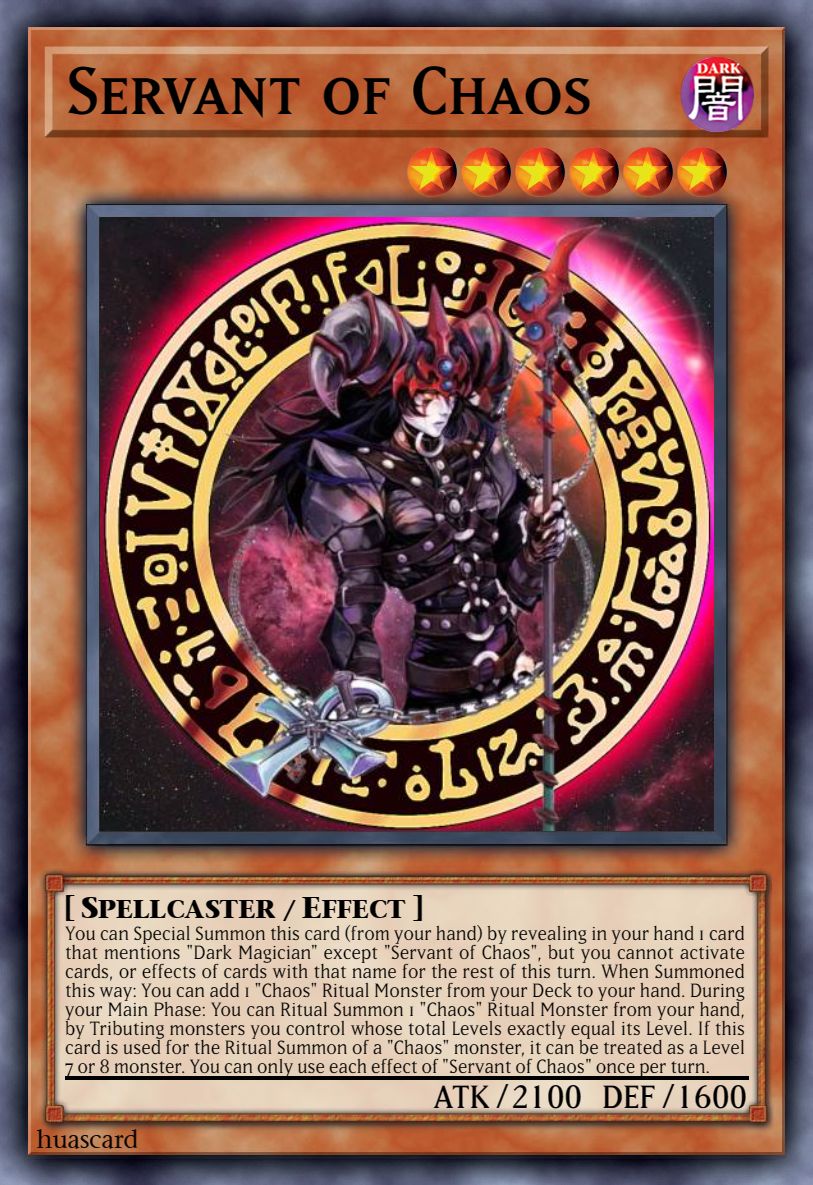 Servant of Chaos
DARK
闇
[ Spellcaster / Effect ]
You can Special Summon this card (from your hand) by revealing in your hand 1 card
that mentions "Dark Magician" except "Servant of Chaos", but you cannot activate
cards, or effects of cards with that name for the rest of this turn. When Summoned
this way: You can add 1 "Chaos" Ritual Monster from your Deck to your hand. During
your Main Phase: You can Ritual Summon 1 "Chaos" Ritual Monster from your hand,
by Tributing monsters you control whose total Levels exactly equal its Level. If this
card is used for the Ritual Summon of a "Chaos" monster, it can be treated as a Level
7 or 8 monster. You can only use each effect of "Servant of Chaos" once per turn.
ATK/2100 DEF/1600
huascard